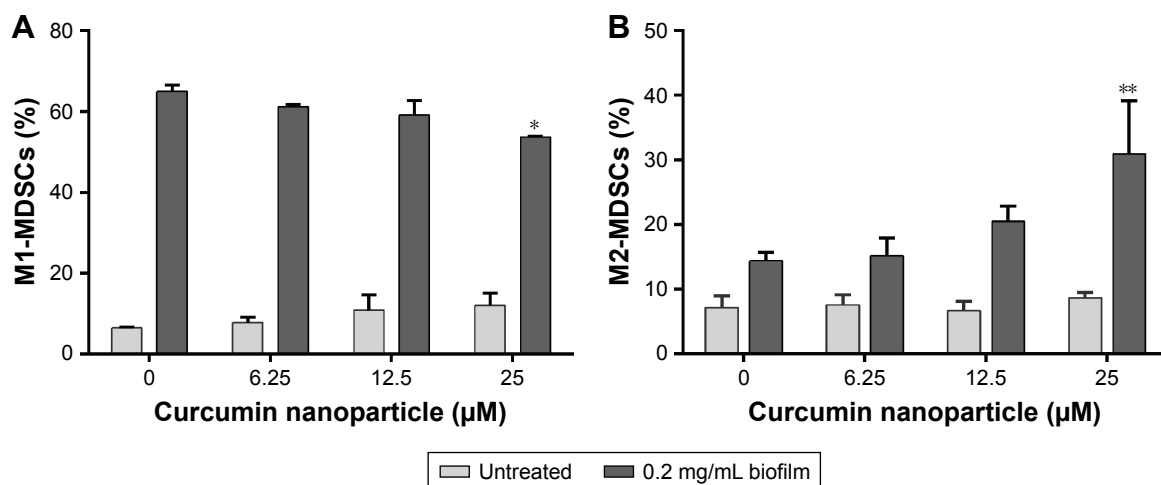 A
M1-MDSCs (%)
80
60
40
20
0
*
0 6.25 12.5 25
Curcumin nanoparticle (µM)
B
M2-MDSCs (%)
50
40
30
20
10
0
**
0 6.25 12.5 25
Curcumin nanoparticle (µM)
Untreated 0.2 mg/mL biofilm